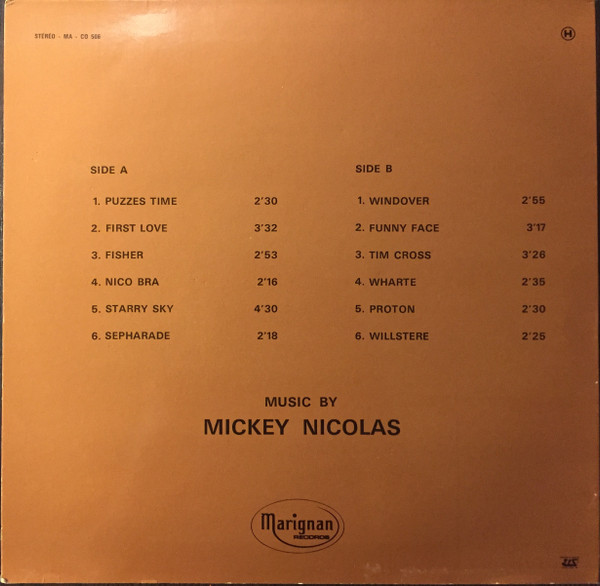 STÉRÉO - MA - CO 508
H
SIDE A
1. PUZZES TIME 2'30
2. FIRST LOVE 3'32
3. FISHER 2'53
4. NICO BRA 2'16
5. STARRY SKY 4'30
6. SEPHARADE 2'18
SIDE B
1. WINDOVER 2'55
2. FUNNY FACE 3'17
3. TIM CROSS 3'26
4. WHARTE 2'35
5. PROTON 2'30
6. WILLSTERE 2'25
MUSIC BY
MICKEY NICOLAS
Marignan
RECORDS